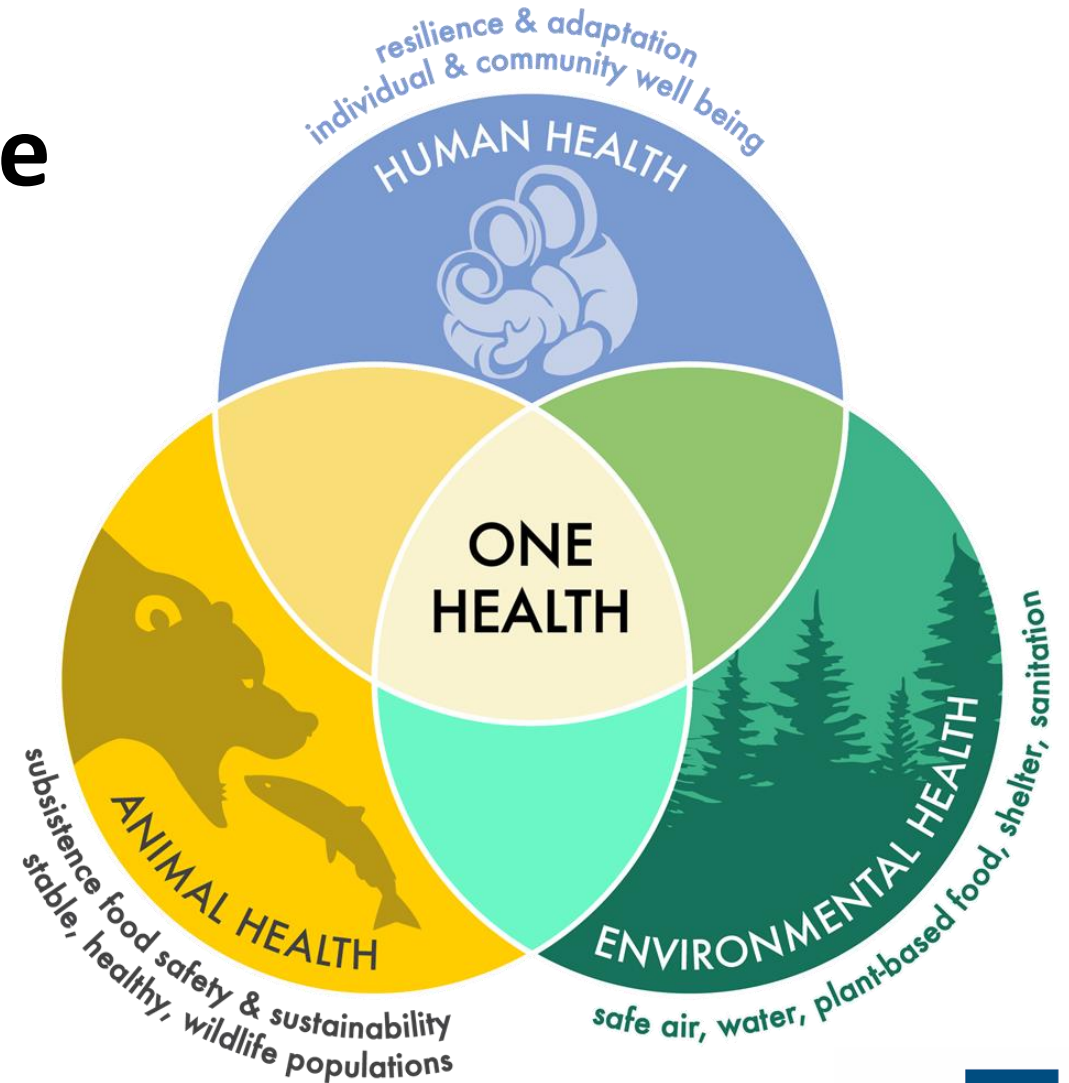 resilience & adaptation
individual & community well being
e
HUMAN HEALTH
ONE
HEALTH
ANIMAL HEALTH
subsistence food safety & sustainability
stable, healthy, wildlife populations
ENVIRONMENTAL HEALTH
safe air, water, plant-based food, shelter, sanitation